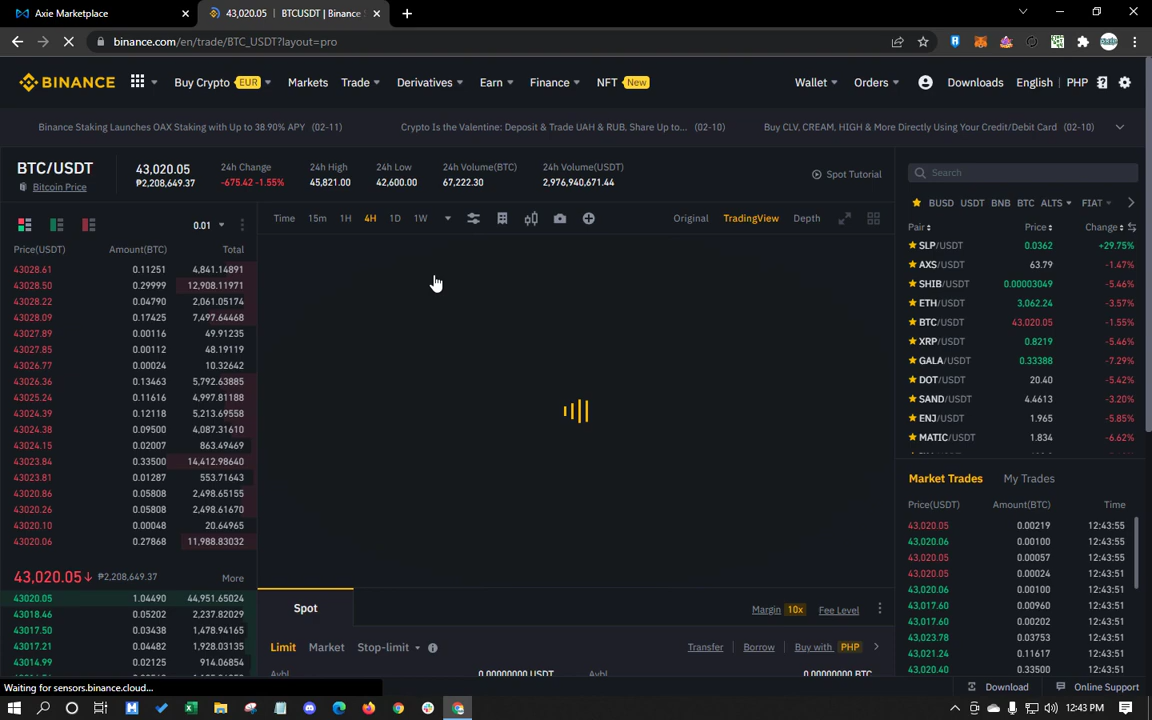 Axie Marketplace
43,020.05 | BTCUSDT | Binance
binance.com/en/trade/BTC_USDT?layout=pro
BINANCE
Buy Crypto EUR
Markets
Trade
Derivatives
Earn
Finance
NFT New
Wallet
Orders
Downloads
English | PHP
Binance Staking Launches OAX Staking with Up to 38.90% APY (02-11)
Crypto Is the Valentine: Deposit & Trade UAH & RUB, Share Up to... (02-10)
Buy CLV, CREAM, HIGH & More Directly Using Your Credit/Debit Card (02-10)
BTC/USDT
Bitcoin Price
43,020.05
₱2,208,649.37
24h Change
-675.42 -1.55%
24h High
45,821.00
24h Low
42,600.00
24h Volume(BTC)
67,222.30
24h Volume(USDT)
2,976,940,671.44
Spot Tutorial
0.01
Price(USDT) Amount(BTC) Total
43028.61 0.11251 4,841.14891
43028.50 0.29999 12,908.11971
43028.22 0.04790 2,061.05174
43028.09 0.17425 7,497.64468
43027.89 0.00116 49.91235
43027.85 0.00112 48.19119
43026.77 0.00024 10.32642
43026.36 0.13463 5,792.63885
43025.24 0.11616 4,997.81188
43024.39 0.12118 5,213.69558
43024.38 0.09500 4,087.31610
43024.15 0.02007 863.49469
43023.84 0.33500 14,412.98640
43023.81 0.01287 553.71643
43020.86 0.05808 2,498.65155
43020.26 0.05808 2,498.61670
43020.10 0.00048 20.64965
43020.06 0.27868 11,988.83032
43,020.05 ₱2,208,649.37 More
43020.05 1.04490 44,951.65024
43018.46 0.05202 2,237.82029
43017.50 0.03438 1,478.94165
43017.21 0.04482 1,928.03135
43014.99 0.02125 914.06854
Time 15m 1H 4H 1D 1W
Original TradingView Depth
Spot
Margin 10x Fee Level
Limit Market Stop-limit
Transfer Borrow Buy with PHP
Avbl 0.00000000 USDT
Avbl 0.00000000 BTC
Search
BUSD USDT BNB BTC ALTS FIAT
Pair Price Change
SLP/USDT 0.0362 +29.75%
AXS/USDT 63.79 -1.47%
SHIB/USDT 0.00003049 -5.46%
ETH/USDT 3,062.24 -3.57%
BTC/USDT 43,020.05 -1.55%
XRP/USDT 0.8219 -5.46%
GALA/USDT 0.33388 -7.29%
DOT/USDT 20.40 -5.42%
SAND/USDT 4.4613 -3.20%
ENJ/USDT 1.965 -5.85%
MATIC/USDT 1.834 -6.62%
Market Trades My Trades
Price(USDT) Amount(BTC) Time
43,020.05 0.00219 12:43:55
43,020.06 0.00100 12:43:55
43,020.05 0.00057 12:43:55
43,020.05 0.00024 12:43:51
43,020.06 0.00100 12:43:51
43,017.60 0.00960 12:43:51
43,017.60 0.00202 12:43:51
43,023.78 0.03753 12:43:51
43,021.24 0.11617 12:43:51
43,020.40 0.33500 12:43:51
Waiting for sensors.binance.cloud...
Download
Online Support
12:43 PM